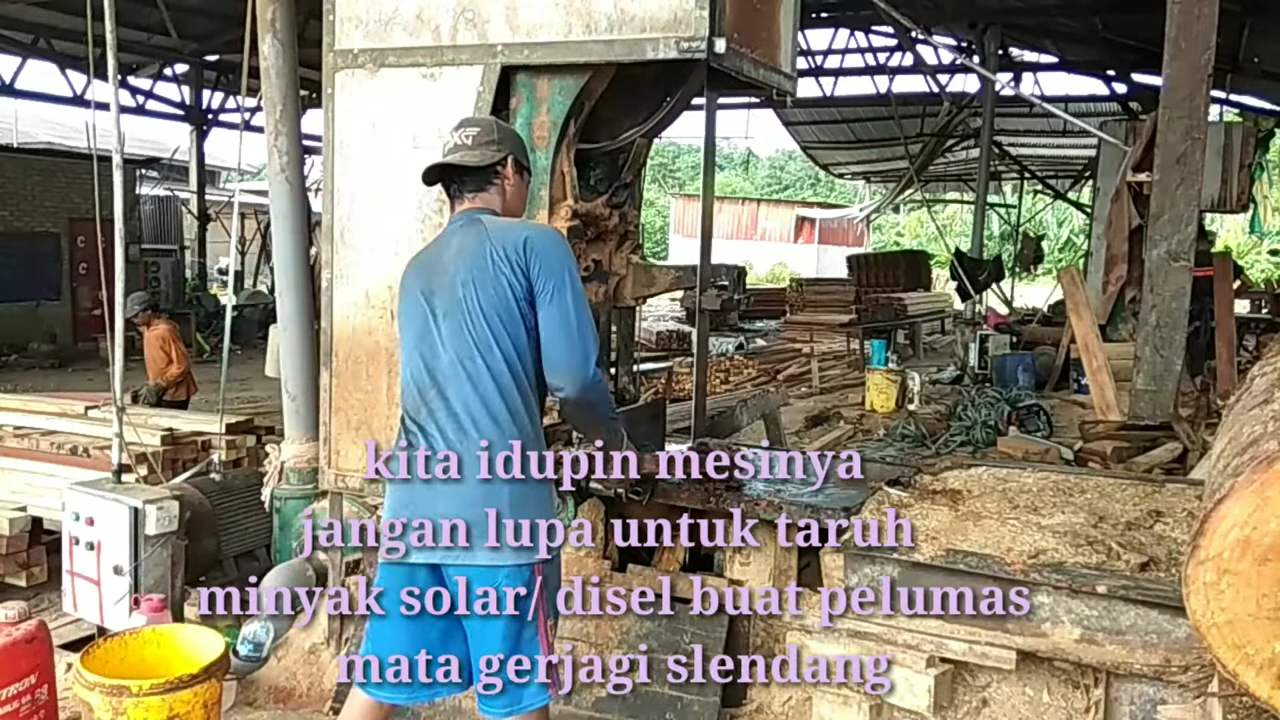 kita idupin mesinya
jangan lupa untuk taruh
minyak solar/ disel buat pelumas
mata gerjagi slendang